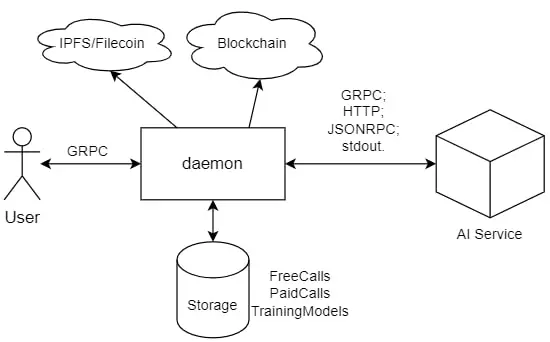 IPFS/Filecoin
Blockchain
GRPC;
HTTP;
JSONRPC;
stdout.
GRPC
daemon
User
AI Service
Storage
FreeCalls
PaidCalls
TrainingModels